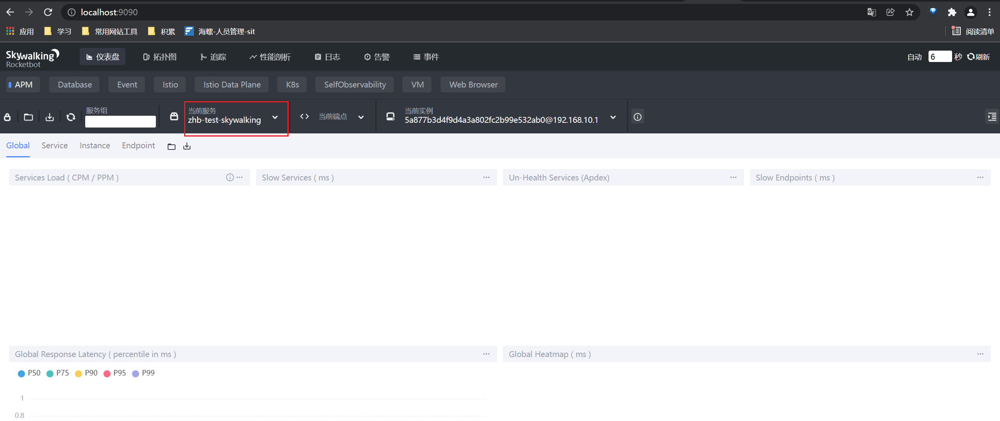 localhost:9090
应用 学习 常用网站工具 积累 海螺-人员管理-sit 阅读清单
Skywalking
Rocketbot
仪表盘 拓扑图 追踪 性能剖析 日志 告警 事件 自动 6 秒 刷新
APM Database Event Istio Istio Data Plane K8s SelfObservability VM Web Browser
服务组 当前服务 当前端点 当前实例
zhb-test-skywalking 5a877b3d4f9d4a3a802fc2b99e532ab0@192.168.10.1
Global Service Instance Endpoint
Services Load ( CPM / PPM ) Slow Services ( ms ) Un-Health Services (Apdex) Slow Endpoints ( ms )
Global Response Latency ( percentile in ms ) Global Heatmap ( ms )
P50 P75 P90 P95 P99
1
0.8